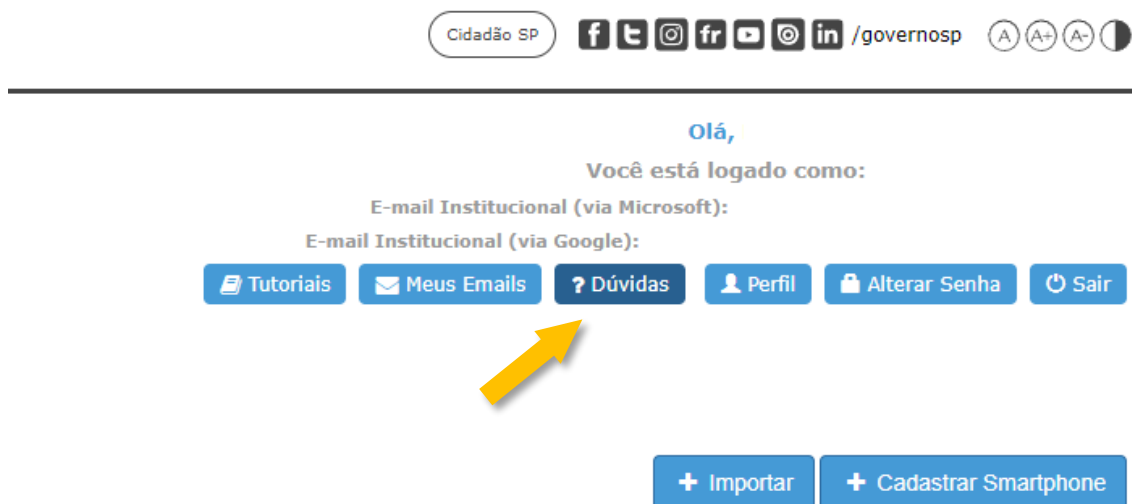 Cidadão SP /governosp A A+ A-
Olá,
Você está logado como:
E-mail Institucional (via Microsoft):
E-mail Institucional (via Google):
Tutoriais Meus Emails ? Dúvidas Perfil Alterar Senha Sair
+ Importar + Cadastrar Smartphone